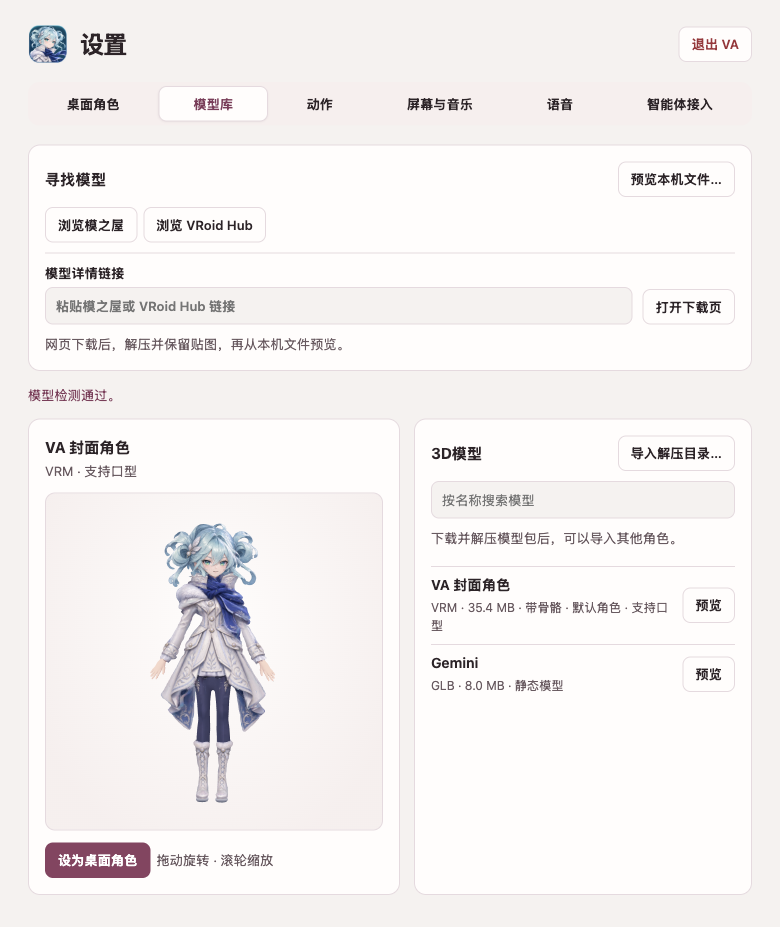 设置
退出 VA
桌面角色
模型库
动作
屏幕与音乐
语音
智能体接入
寻找模型
预览本机文件...
浏览模之屋
浏览 VRoid Hub
模型详情链接
粘贴模之屋或 VRoid Hub 链接
打开下载页
网页下载后，解压并保留贴图，再从本机文件预览。
模型检测通过。
VA 封面角色
VRM · 支持口型
设为桌面角色
拖动旋转 · 滚轮缩放
3D模型
导入解压目录...
按名称搜索模型
下载并解压模型包后，可以导入其他角色。
VA 封面角色
VRM · 35.4 MB · 带骨骼 · 默认角色 · 支持口
型
预览
Gemini
GLB · 8.0 MB · 静态模型
预览